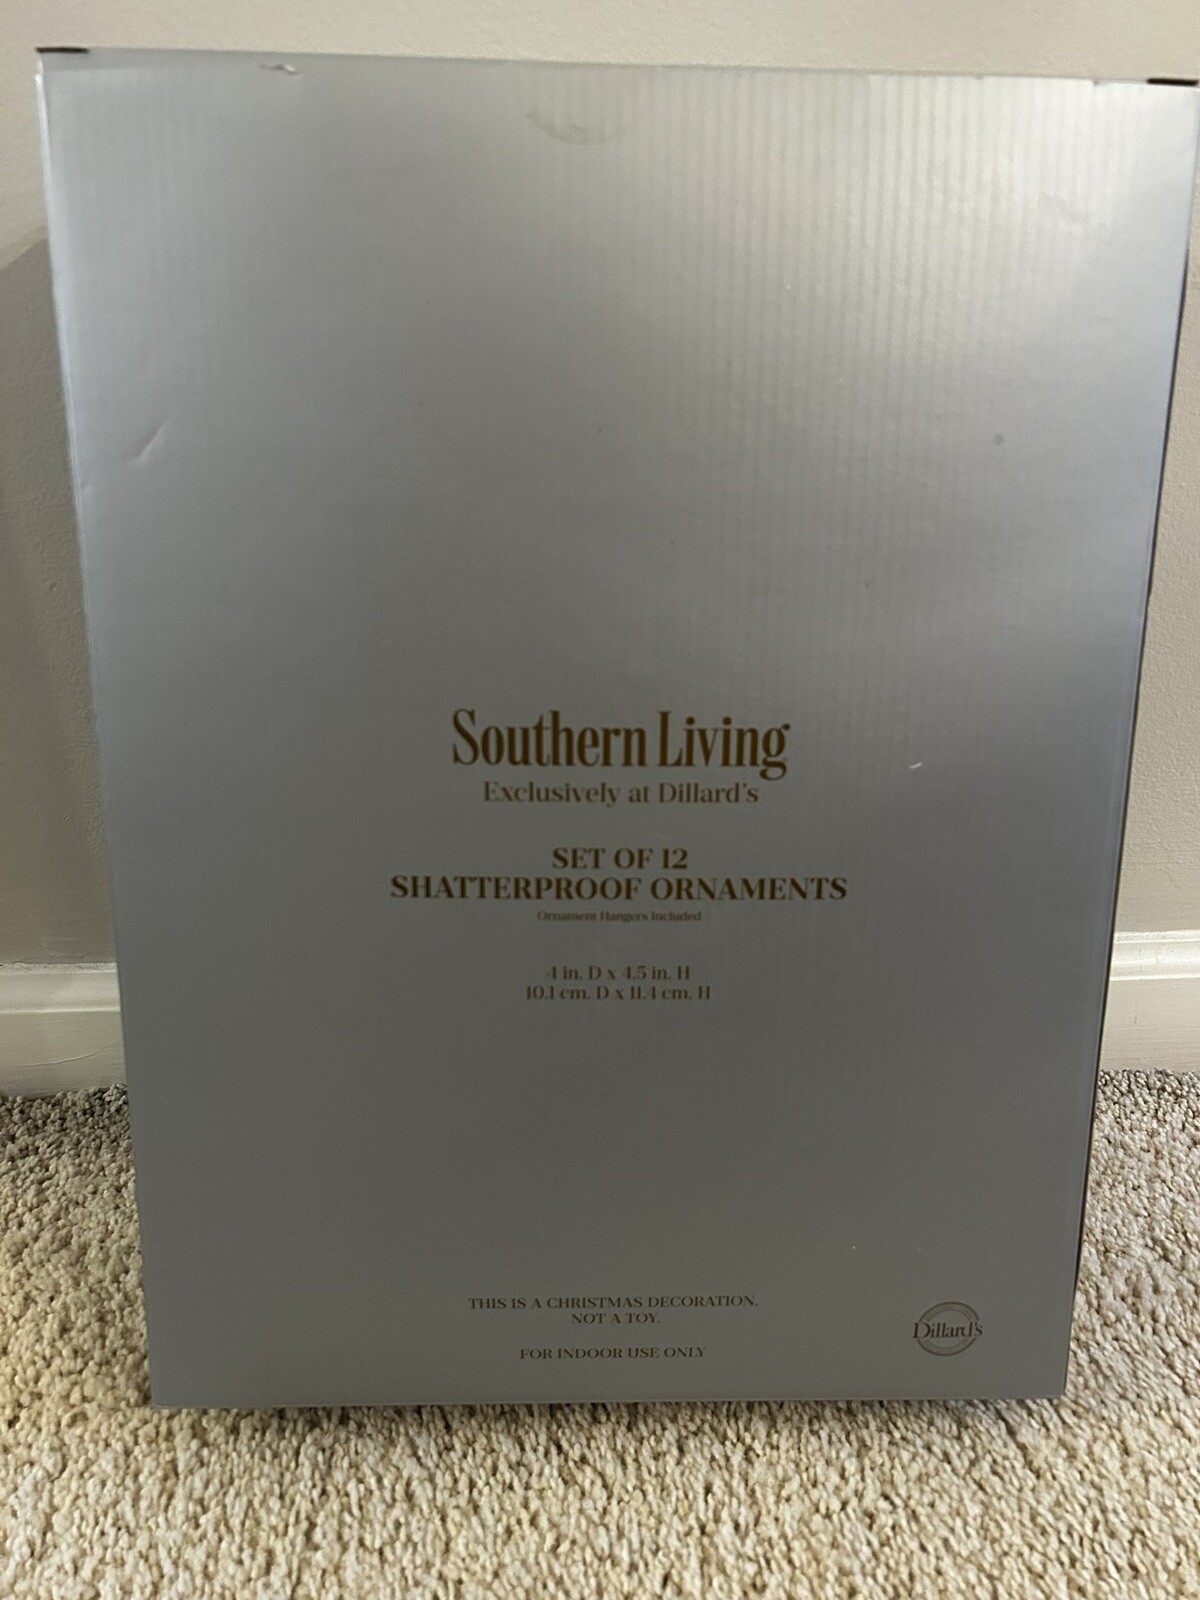 Southern Living
Exclusively at Dillard's
SET OF 12
SHATTERPROOF ORNAMENTS
Ornament Hangers Included
4 in. D x 4.5 in. H
10.1 cm. D x 11.4 cm. H
THIS IS A CHRISTMAS DECORATION.
NOT A TOY.
FOR INDOOR USE ONLY
Dillard's